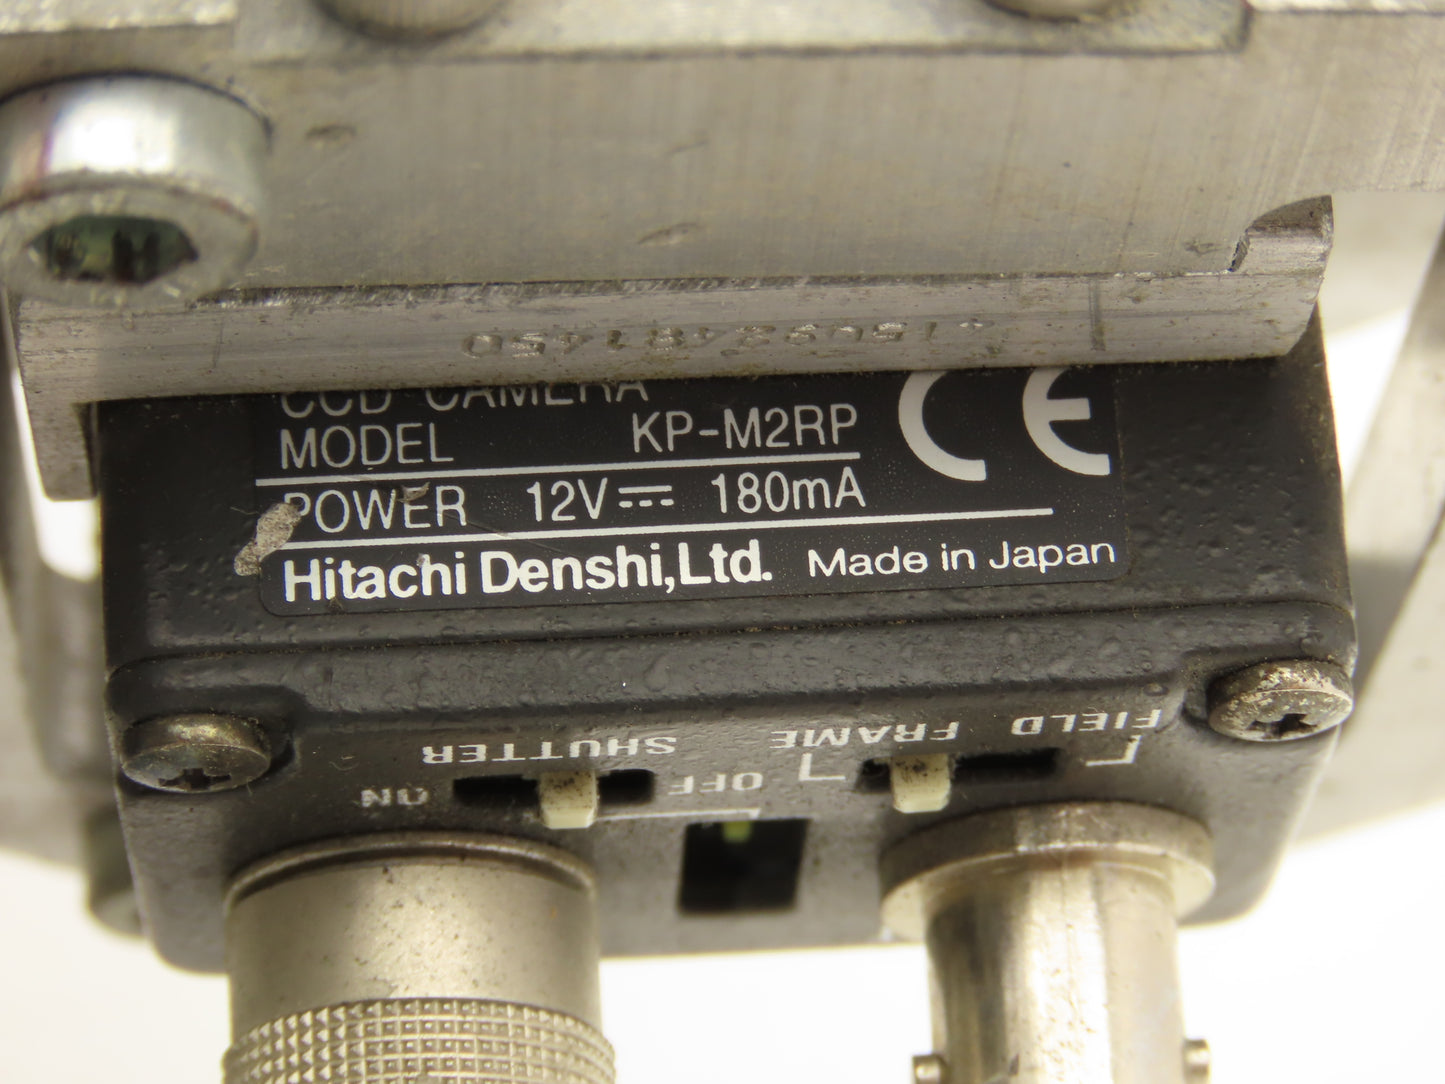 CCD CAMERA
MODEL KP-M2RP
CE
POWER 12V 180mA
Hitachi Denshi,Ltd. Made in Japan
FIELD FRAME
SHUTTER
OFF
ON